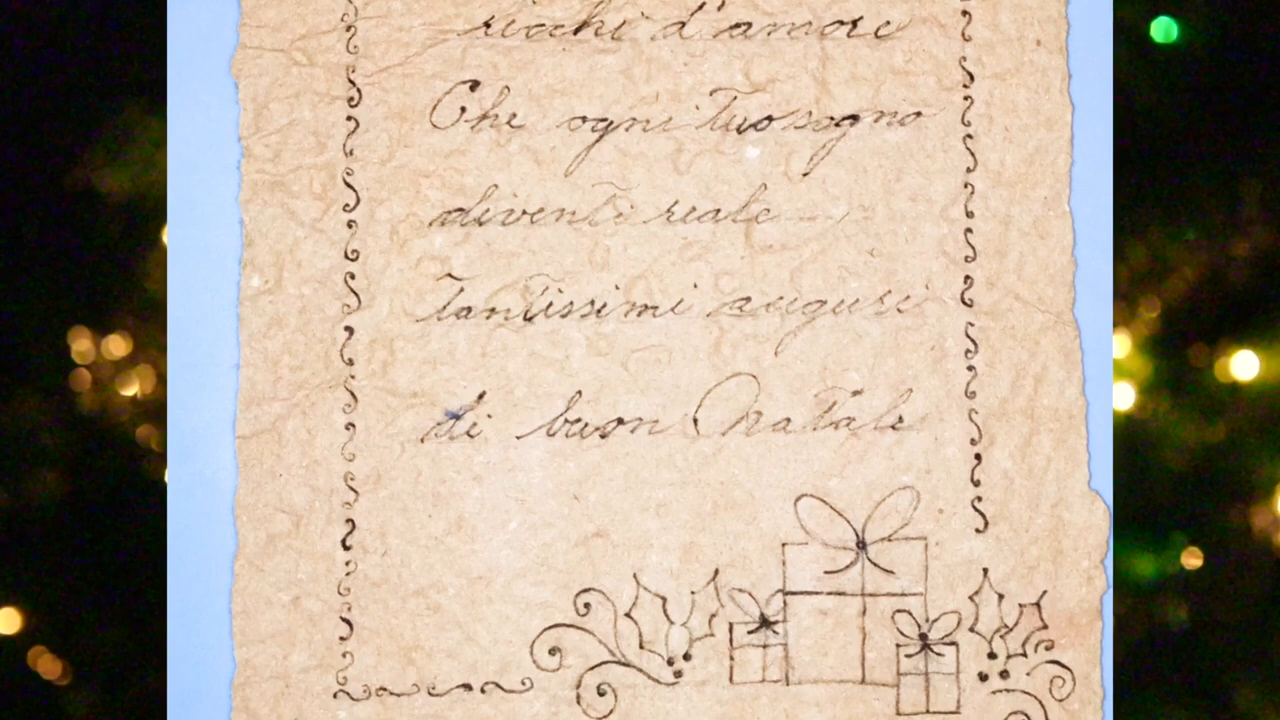 ricchi d'amore
Che ogni Tuo sogno
diventi reale
Tantissimi auguri
di buon Natale